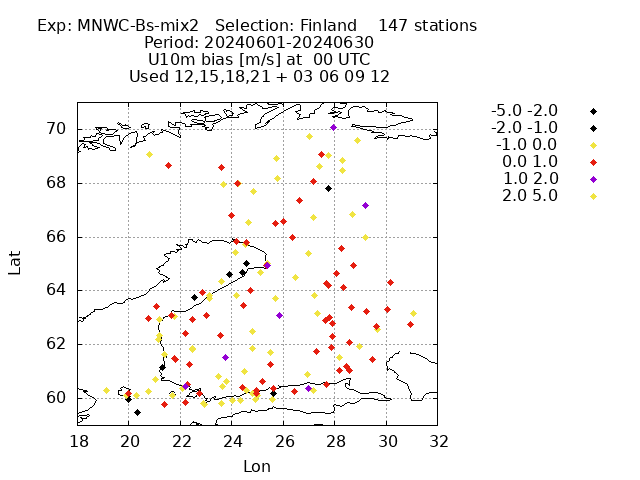 Exp: MNWC-Bs-mix2 Selection: Finland 147 stations
Period: 20240601-20240630
U10m bias [m/s] at 00 UTC
Used 12,15,18,21 + 03 06 09 12
-5.0 -2.0
-2.0 -1.0
-1.0 0.0
0.0 1.0
1.0 2.0
2.0 5.0
70
68
66
64
62
60
Lat
18 20 22 24 26 28 30 32
Lon